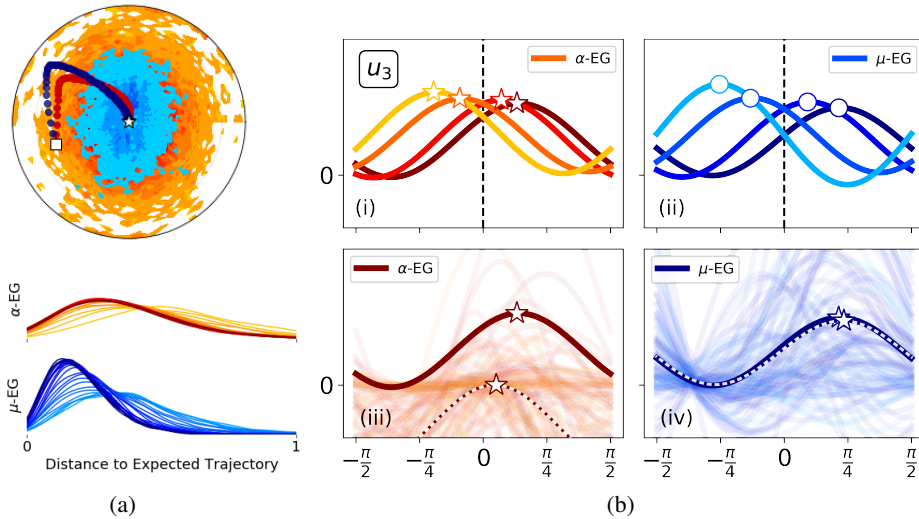 α-EG
μ-EG
0
1
Distance to Expected Trajectory
(a)
u₃
α-EG
0
(i)
μ-EG
(ii)
α-EG
0
(iii)
−π/2
−π/4
0
π/4
π/2
μ-EG
(iv)
−π/2
−π/4
0
π/4
π/2
(b)